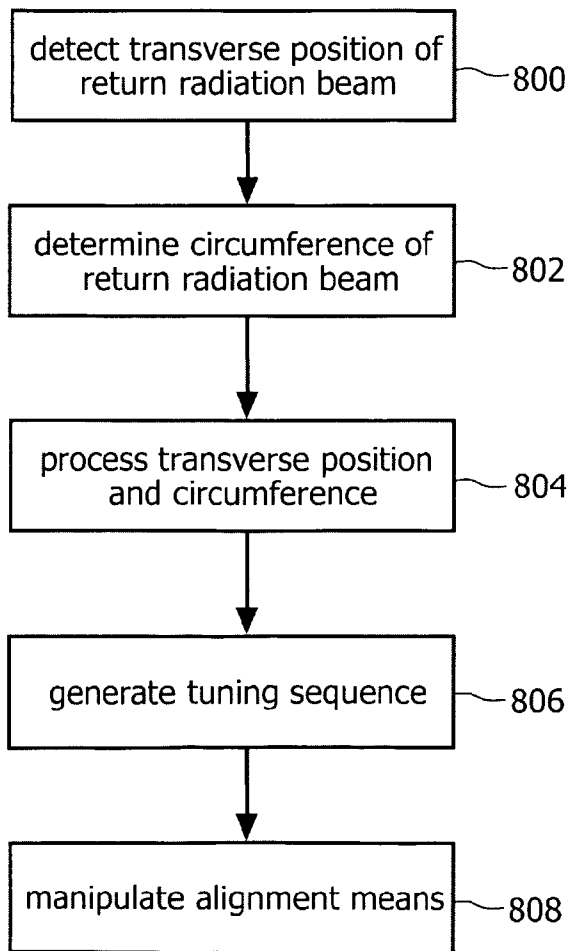 detect transverse position of
return radiation beam
800
determine circumference of
return radiation beam
802
process transverse position
and circumference
804
generate tuning sequence
806
manipulate alignment means
808